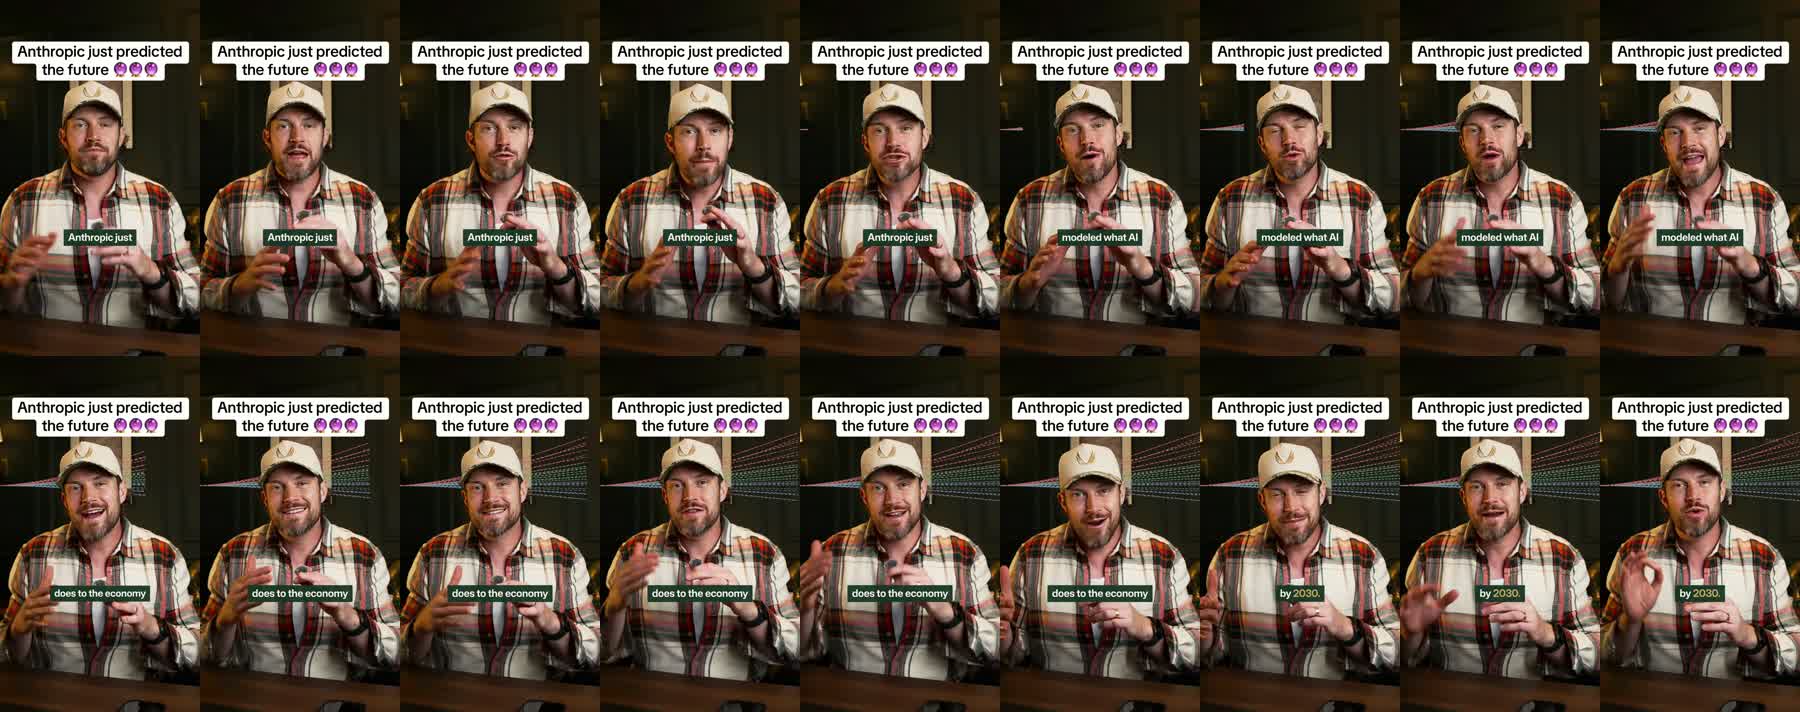 Anthropic just predicted
the future 🔮🔮🔮
Anthropic just
Anthropic just predicted
the future 🔮🔮🔮
Anthropic just
Anthropic just predicted
the future 🔮🔮🔮
Anthropic just
Anthropic just predicted
the future 🔮🔮🔮
Anthropic just
Anthropic just predicted
the future 🔮🔮🔮
Anthropic just
Anthropic just predicted
the future 🔮🔮🔮
modeled what AI
Anthropic just predicted
the future 🔮🔮🔮
modeled what AI
Anthropic just predicted
the future 🔮🔮🔮
modeled what AI
Anthropic just predicted
the future 🔮🔮🔮
modeled what AI
Anthropic just predicted
the future 🔮🔮🔮
does to the economy
Anthropic just predicted
the future 🔮🔮🔮
does to the economy
Anthropic just predicted
the future 🔮🔮🔮
does to the economy
Anthropic just predicted
the future 🔮🔮🔮
does to the economy
Anthropic just predicted
the future 🔮🔮🔮
does to the economy
Anthropic just predicted
the future 🔮🔮🔮
does to the economy
Anthropic just predicted
the future 🔮🔮🔮
by 2030.
Anthropic just predicted
the future 🔮🔮🔮
by 2030.
Anthropic just predicted
the future 🔮🔮🔮
by 2030.